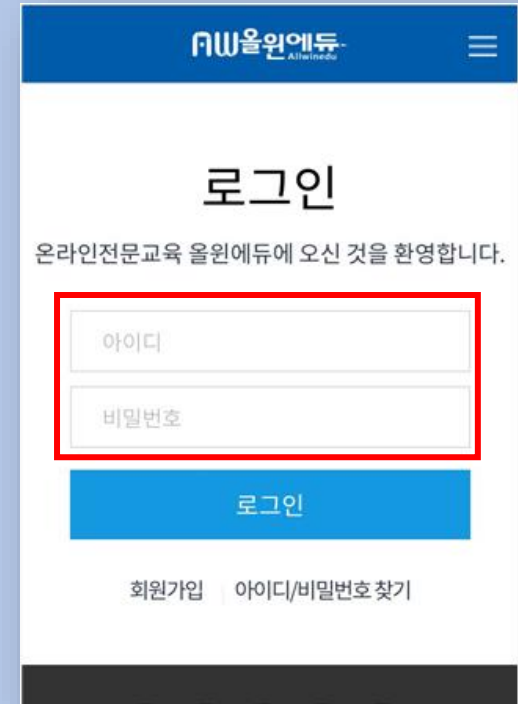 AW올윈에듀
Allwinedu
로그인
온라인전문교육 올윈에듀에 오신 것을 환영합니다.
아이디
비밀번호
로그인
회원가입 아이디/비밀번호 찾기